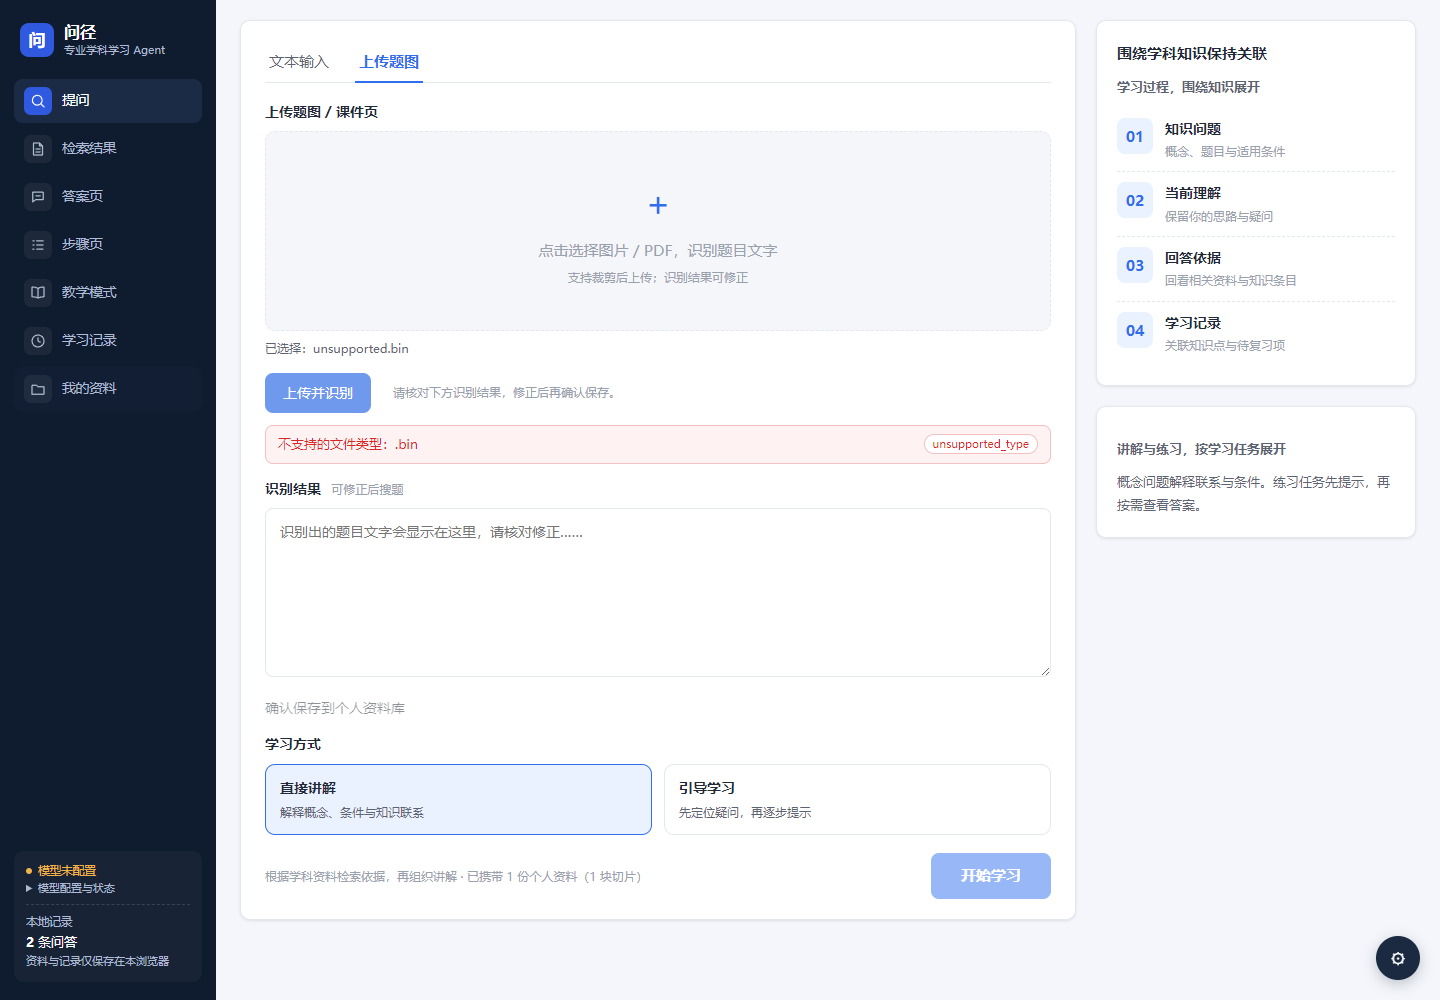 问
问径
专业学科学习 Agent
提问
检索结果
答案页
步骤页
教学模式
学习记录
我的资料
模型未配置
模型配置与状态
本地记录
2 条问答
资料与记录仅保存在本浏览器
文本输入
上传题图
上传题图 / 课件页
+
点击选择图片 / PDF，识别题目文字
支持裁剪后上传；识别结果可修正
已选择：unsupported.bin
上传并识别
请核对下方识别结果，修正后再确认保存。
不支持的文件类型：.bin
unsupported_type
识别结果 可修正后搜题
识别出的题目文字会显示在这里，请核对修正……
确认保存到个人资料库
学习方式
直接讲解
解释概念、条件与知识联系
引导学习
先定位疑问，再逐步提示
根据学科资料检索依据，再组织讲解 · 已携带 1 份个人资料（1 块切片）
开始学习
围绕学科知识保持关联
学习过程，围绕知识展开
01
知识问题
概念、题目与适用条件
02
当前理解
保留你的思路与疑问
03
回答依据
回看相关资料与知识条目
04
学习记录
关联知识点与待复习项
讲解与练习，按学习任务展开
概念问题解释联系与条件。练习任务先提示，再
按需查看答案。